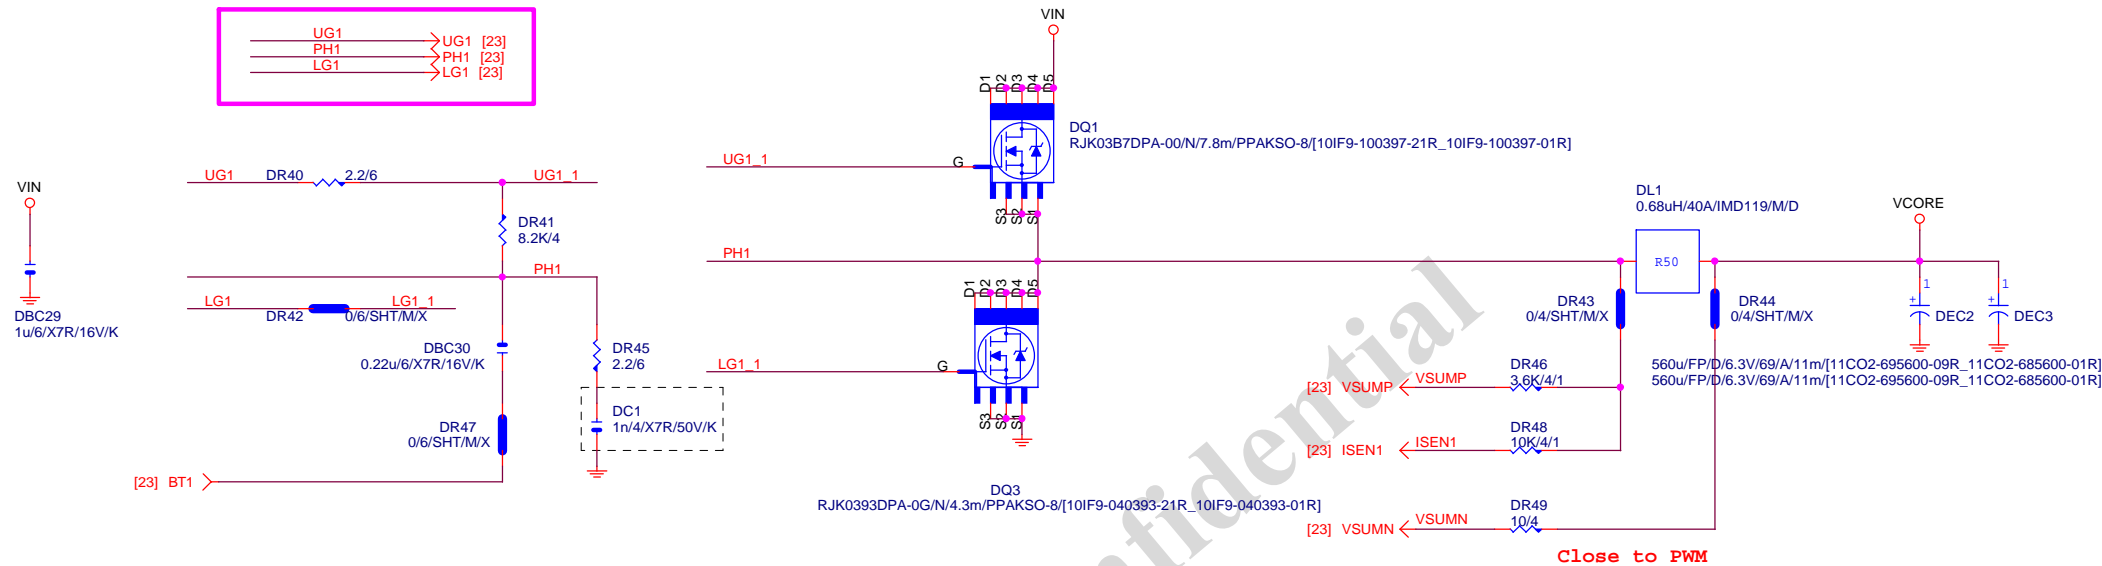 UG1 UG1 [23]
PH1 PH1 [23]
LG1 LG1 [23]
VIN
D1 D2 D3 D4 D5
DQ1
RJK03B7DPA-00/N/7.8m/PPAKSO-8/[10IF9-100397-21R_10IF9-100397-01R]
UG1_1 G
S3 S2 S1
VIN
UG1 DR40 2.2/6 UG1_1
DR41
8.2K/4
PH1
LG1 LG1_1
DR42 0/6/SHT/M/X
DBC29
1u/6/X7R/16V/K
DBC30
0.22u/6/X7R/16V/K
DR45
2.2/6
DC1
1n/4/X7R/50V/K
DR47
0/6/SHT/M/X
[23] BT1
PH1
D1 D2 D3 D4 D5
LG1_1 G
S3 S2 S1
DQ3
RJK0393DPA-0G/N/4.3m/PPAKSO-8/[10IF9-040393-21R_10IF9-040393-01R]
DL1
0.68uH/40A/IMD119/M/D
R50
VCORE
DR43
0/4/SHT/M/X
DR44
0/4/SHT/M/X
1 + DEC2
1 + DEC3
560u/FP/D/6.3V/69/A/11m/[11CO2-695600-09R_11CO2-685600-01R]
560u/FP/D/6.3V/69/A/11m/[11CO2-695600-09R_11CO2-685600-01R]
DR46
[23] VSUMP VSUMP 3.6K/4/1
DR48
[23] ISEN1 ISEN1 10K/4/1
DR49
[23] VSUMN VSUMN 10/4
Close to PWM
nfidential